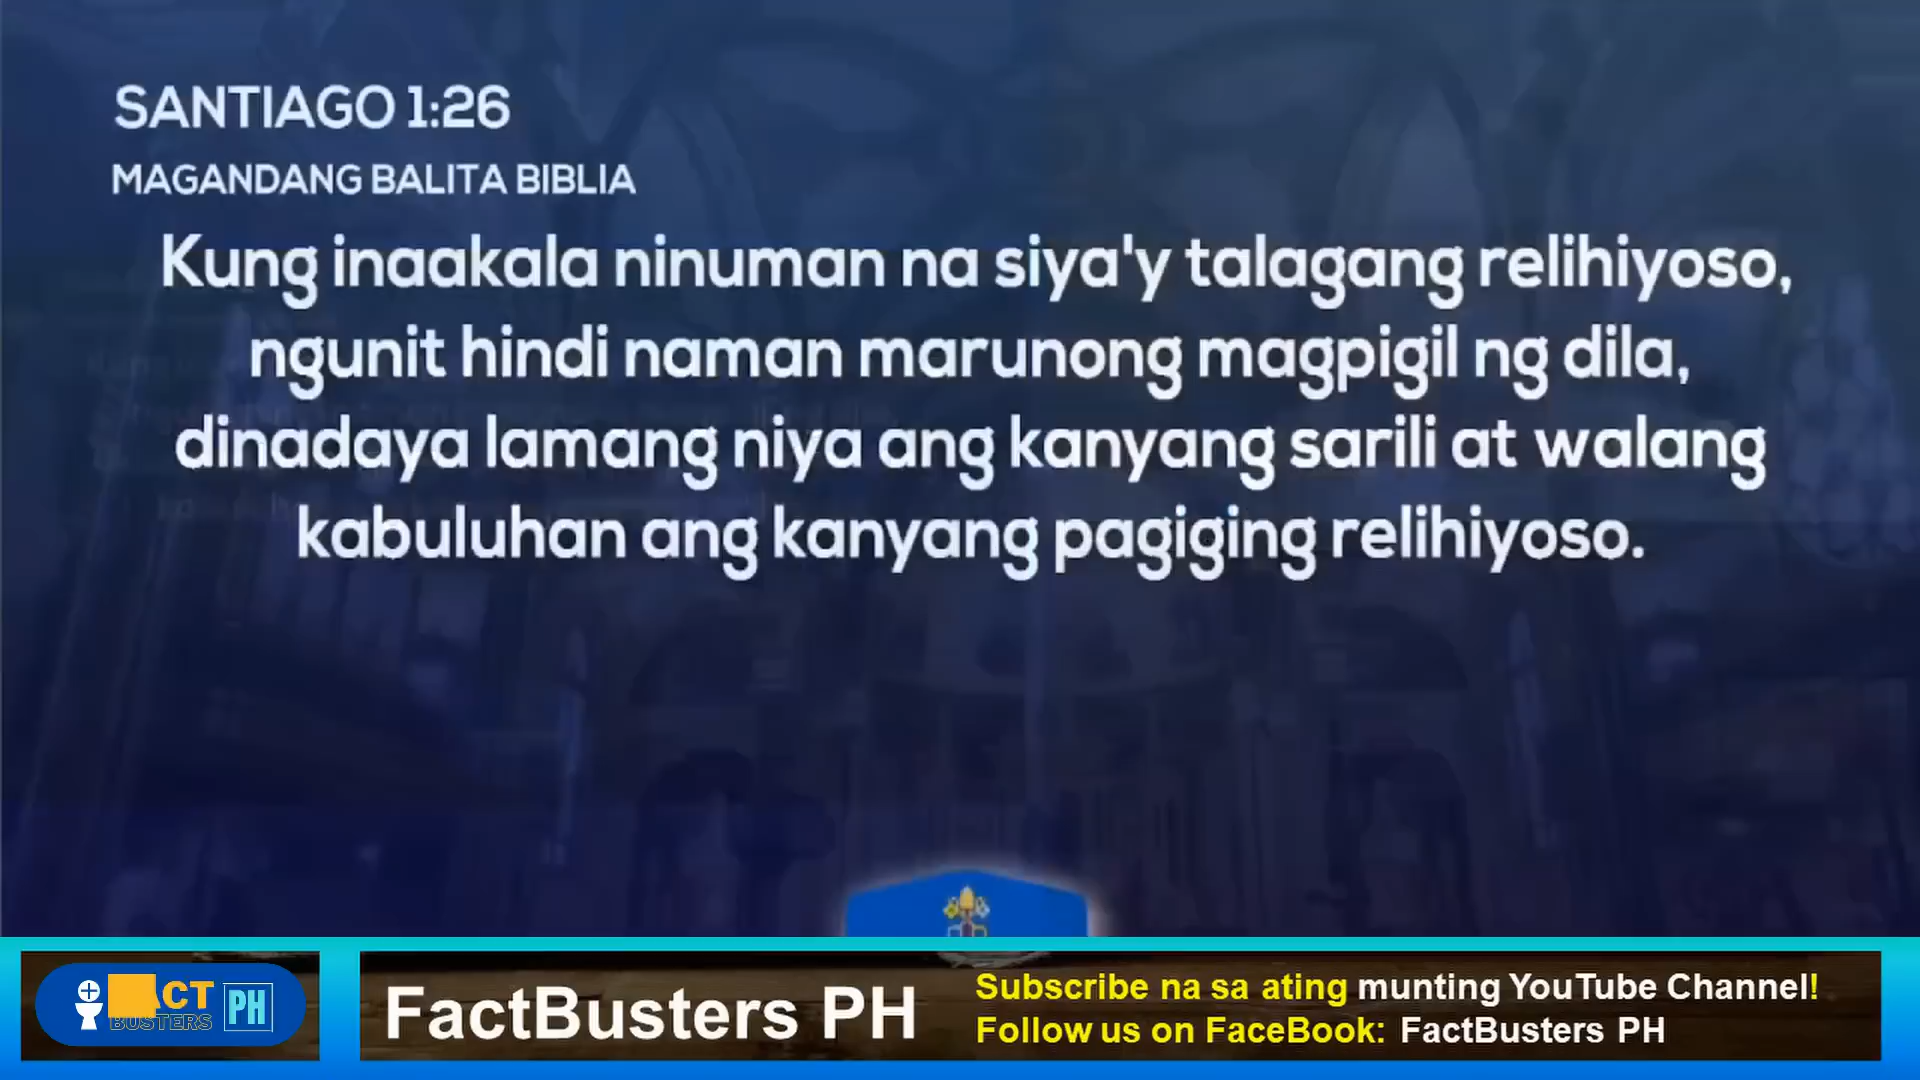 SANTIAGO 1:26
MAGANDANG BALITA BIBLIA
Kung inaakala ninuman na siya'y talagang relihiyoso,
ngunit hindi naman marunong magpigil ng dila,
dinadaya lamang niya ang kanyang sarili at walang
kabuluhan ang kanyang pagiging relihiyoso.
ACT
BUSTERS
PH
FactBusters PH
Subscribe na sa ating munting YouTube Channel!
Follow us on FaceBook: FactBusters PH